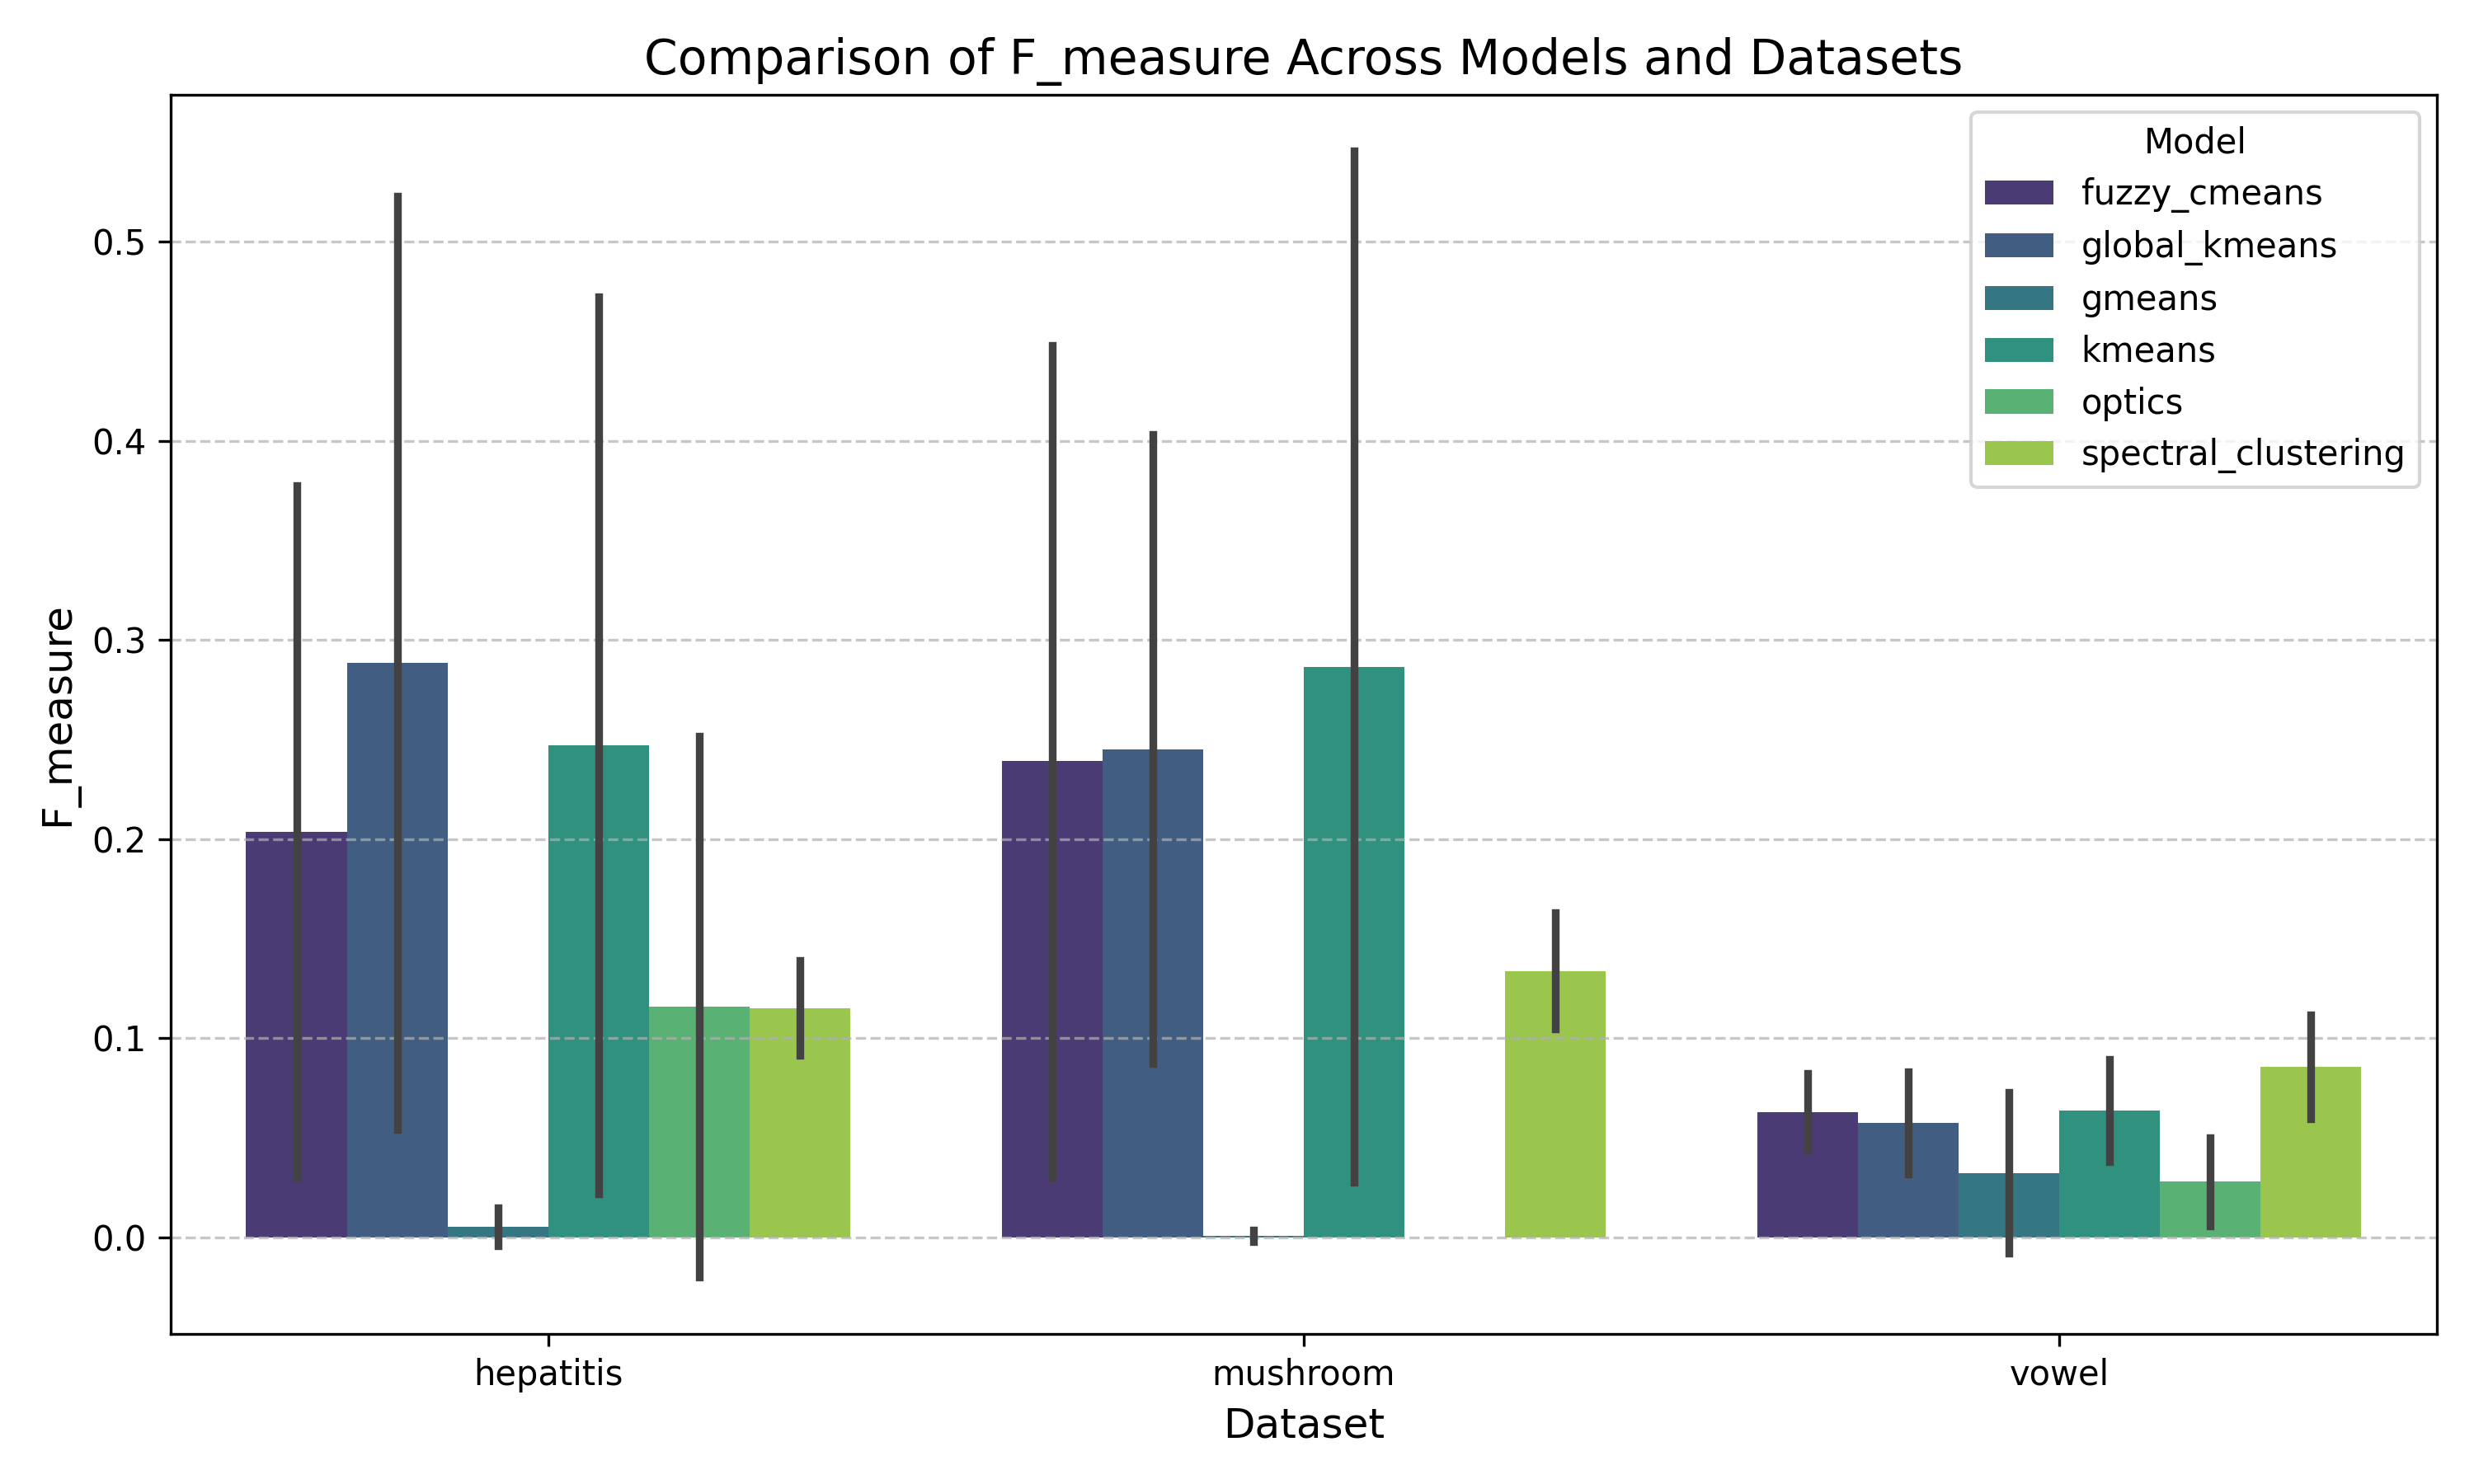 Comparison of F_measure Across Models and Datasets
Model
fuzzy_cmeans
global_kmeans
gmeans
kmeans
optics
spectral_clustering
F_measure
0.5
0.4
0.3
0.2
0.1
0.0
hepatitis
mushroom
vowel
Dataset